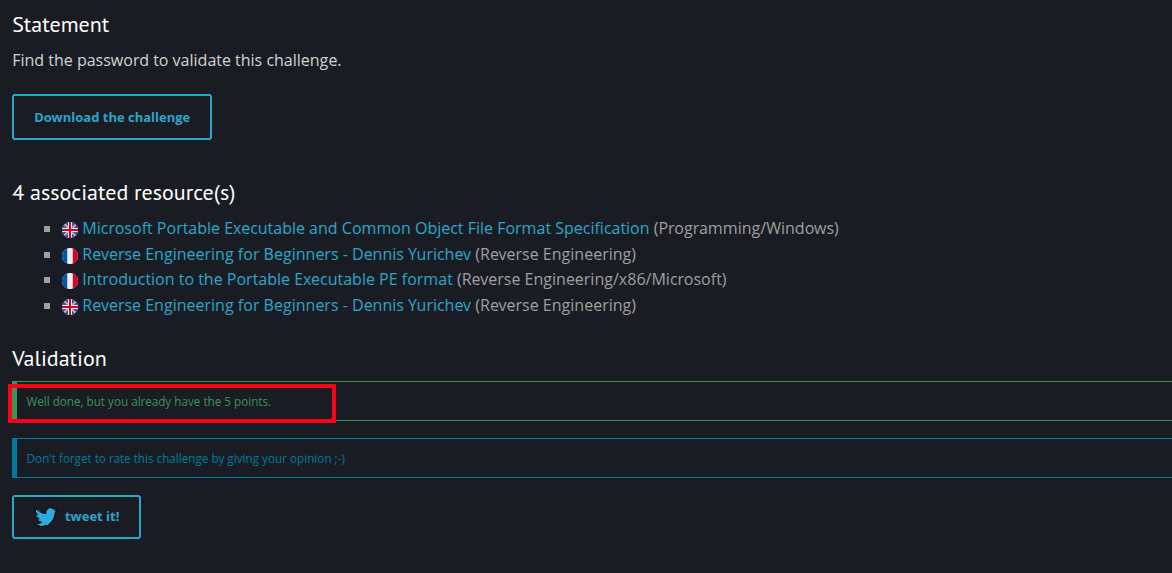 Statement
Find the password to validate this challenge.
Download the challenge
4 associated resource(s)
Microsoft Portable Executable and Common Object File Format Specification (Programming/Windows)
Reverse Engineering for Beginners - Dennis Yurichev (Reverse Engineering)
Introduction to the Portable Executable PE format (Reverse Engineering/x86/Microsoft)
Reverse Engineering for Beginners - Dennis Yurichev (Reverse Engineering)
Validation
Well done, but you already have the 5 points.
Don't forget to rate this challenge by giving your opinion ;-)
tweet it!